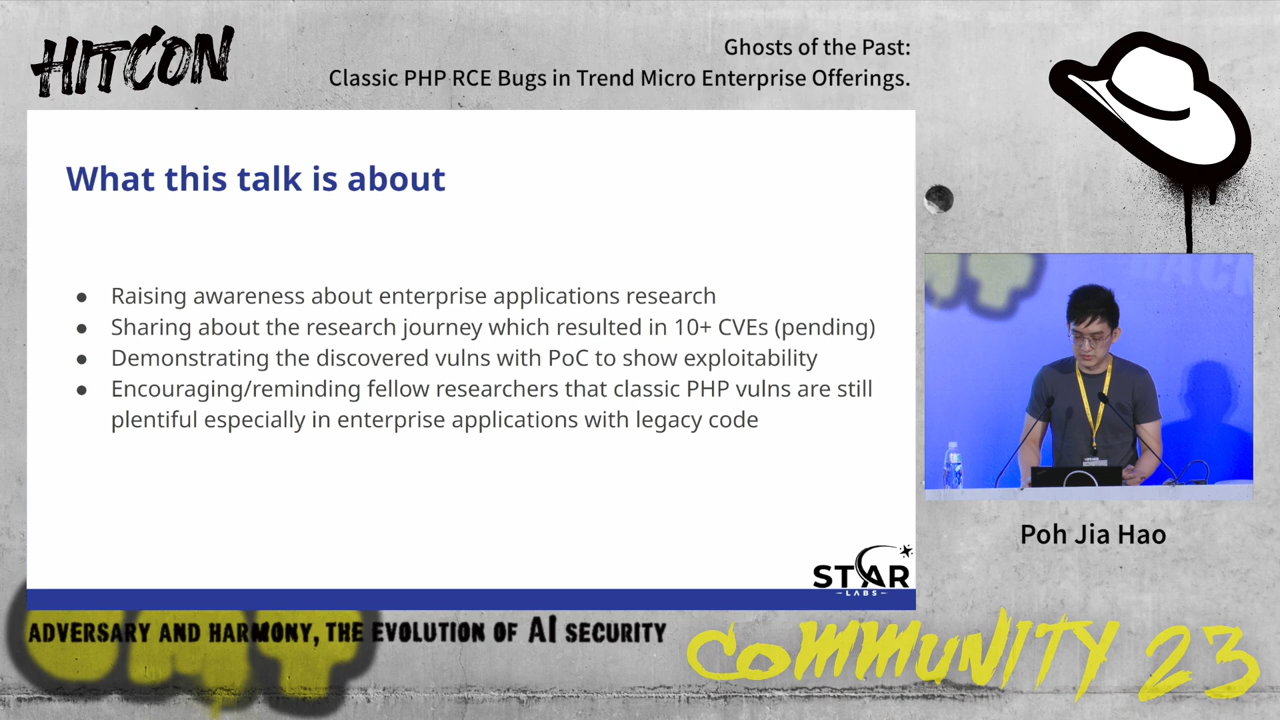 HITCON
Ghosts of the Past:
Classic PHP RCE Bugs in Trend Micro Enterprise Offerings.
What this talk is about
● Raising awareness about enterprise applications research
● Sharing about the research journey which resulted in 10+ CVEs (pending)
● Demonstrating the discovered vulns with PoC to show exploitability
● Encouraging/reminding fellow researchers that classic PHP vulns are still
plentiful especially in enterprise applications with legacy code
STAR
LABS
Poh Jia Hao
ADVERSARY AND HARMONY, THE EVOLUTION OF AI SECURITY
COMMUNITY 23